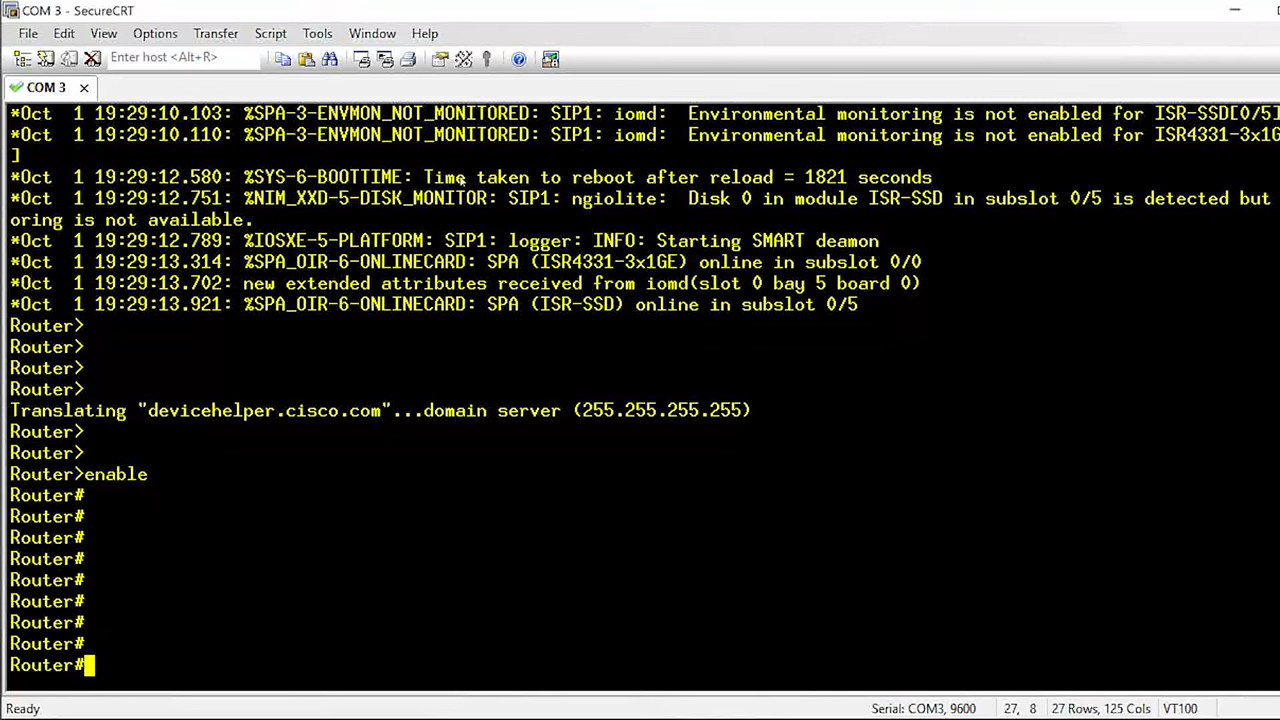 COM 3 - SecureCRT
File Edit View Options Transfer Script Tools Window Help
Enter host <Alt+R>
COM 3
*Oct  1 19:29:10.103: %SPA-3-ENVMON_NOT_MONITORED: SIP1: iomd:  Environmental monitoring is not enabled for ISR-SSD[0/5]
*Oct  1 19:29:10.110: %SPA-3-ENVMON_NOT_MONITORED: SIP1: iomd:  Environmental monitoring is not enabled for ISR4331-3x1G
]
*Oct  1 19:29:12.580: %SYS-6-BOOTTIME: Time taken to reboot after reload = 1821 seconds
*Oct  1 19:29:12.751: %NIM_XXD-5-DISK_MONITOR: SIP1: ngiolite:  Disk 0 in module ISR-SSD in subslot 0/5 is detected but
oring is not available.
*Oct  1 19:29:12.789: %IOSXE-5-PLATFORM: SIP1: logger: INFO: Starting SMART deamon
*Oct  1 19:29:13.314: %SPA_OIR-6-ONLINECARD: SPA (ISR4331-3x1GE) online in subslot 0/0
*Oct  1 19:29:13.702: new extended attributes received from iomd(slot 0 bay 5 board 0)
*Oct  1 19:29:13.921: %SPA_OIR-6-ONLINECARD: SPA (ISR-SSD) online in subslot 0/5
Router>
Router>
Router>
Router>
Translating "devicehelper.cisco.com"...domain server (255.255.255.255)
Router>
Router>
Router>enable
Router#
Router#
Router#
Router#
Router#
Router#
Router#
Router#
Router#
Ready Serial: COM3, 9600 27, 8 27 Rows, 125 Cols VT100